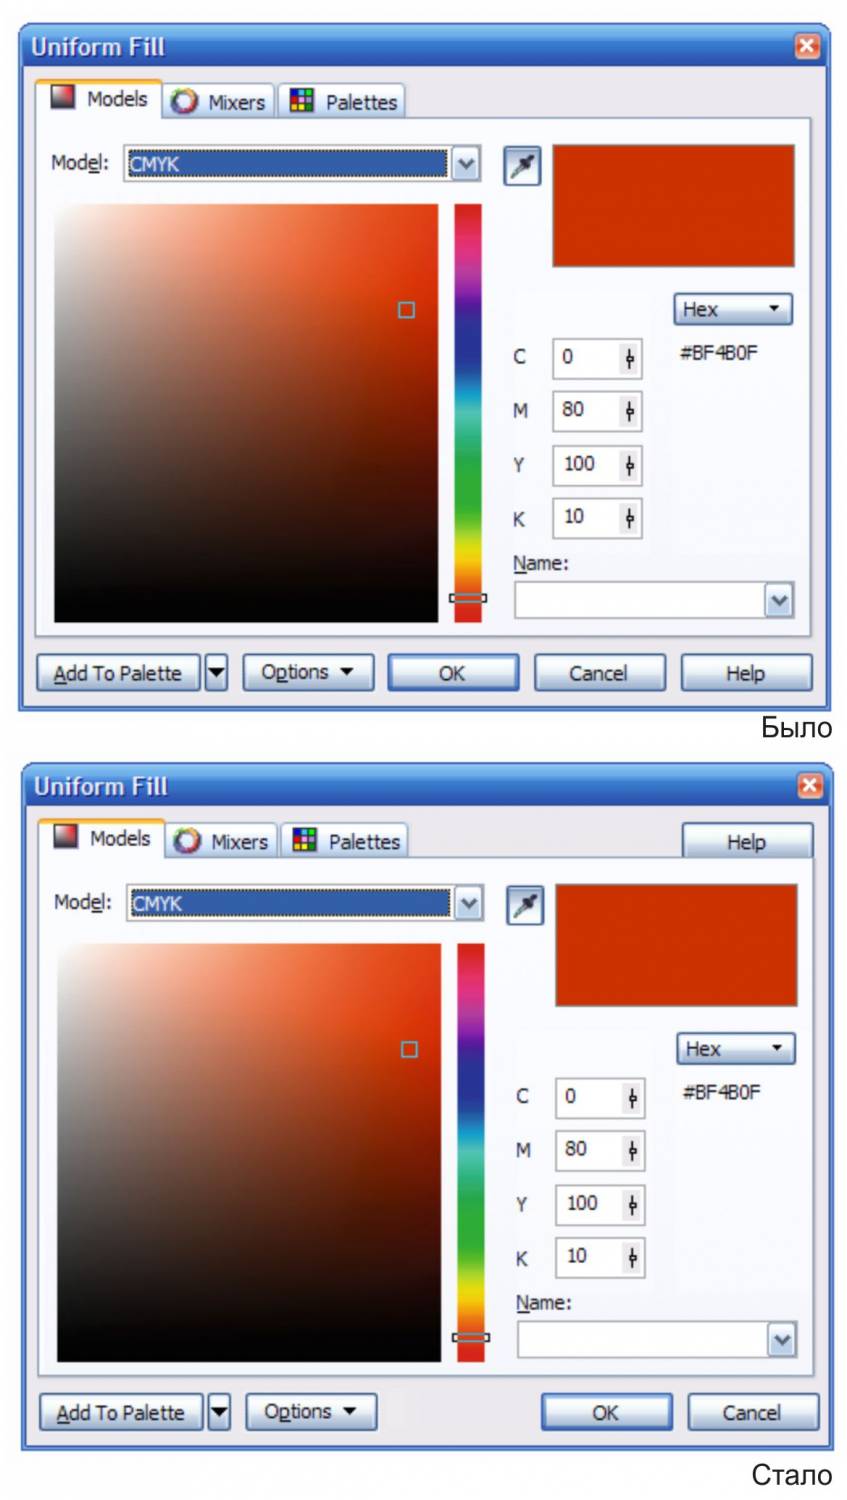 Uniform Fill
Models Mixers Palettes
Model: CMYK
Hex
#BF4B0F
C 0
M 80
Y 100
K 10
Name:
Add To Palette Options OK Cancel Help
Было
Uniform Fill
Models Mixers Palettes Help
Model: CMYK
Hex
#BF4B0F
C 0
M 80
Y 100
K 10
Name:
Add To Palette Options OK Cancel
Стало